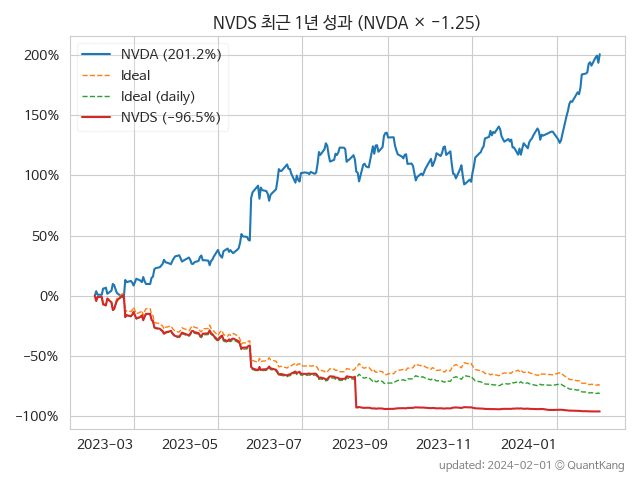 NVDS 최근 1년 성과 (NVDA × −1.25)
NVDA (201.2%)
Ideal
Ideal (daily)
NVDS (−96.5%)
200%
150%
100%
50%
0%
−50%
−100%
2023-03 2023-05 2023-07 2023-09 2023-11 2024-01
updated: 2024-02-01 © QuantKang